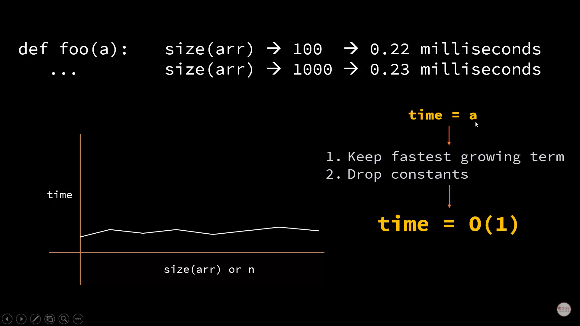 def foo(a): size(arr) → 100 → 0.22 milliseconds
... size(arr) → 1000 → 0.23 milliseconds
time = a
1. Keep fastest growing term
2. Drop constants
time = O(1)
time
size(arr) or n